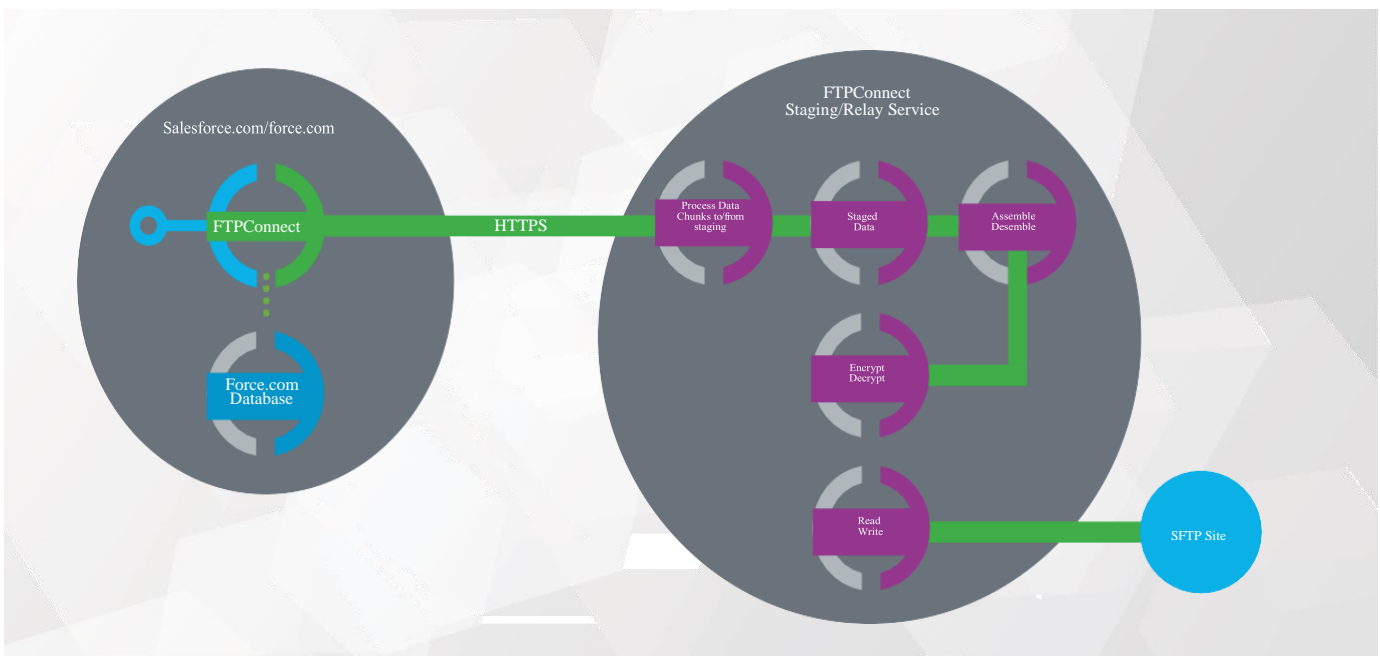 FTPConnect
Staging/Relay Service
Salesforce.com/force.com
FTPConnect
HTTPS
Process Data
Chunks to/from
staging
Staged
Data
Assemble
Desemble
Force.com
Database
Encrypt
Decrypt
Read
Write
SFTP Site